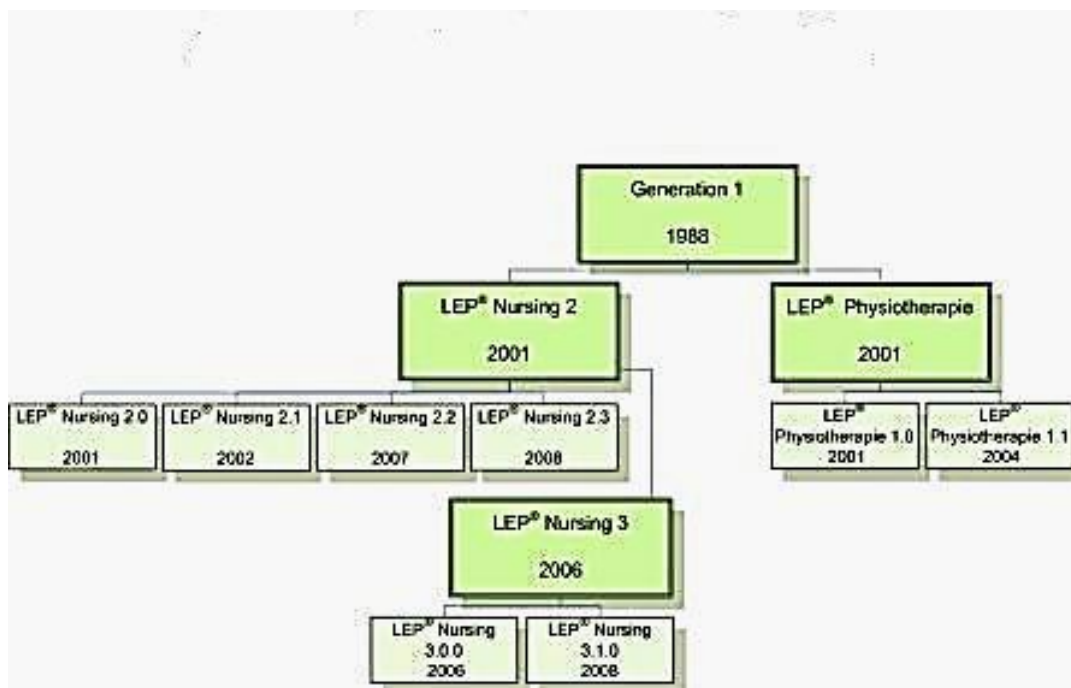 Generation 1
1988
LEP® Nursing 2
2001
LEP® Physiotherapie
2001
LEP® Nursing 2.0
2001
LEP® Nursing 2.1
2002
LEP® Nursing 2.2
2007
LEP® Nursing 2.3
2008
LEP®
Physiotherapie 1.0
2001
LEP®
Physiotherapie 1.1
2004
LEP® Nursing 3
2006
LEP® Nursing
3.0.0
2006
LEP® Nursing
3.1.0
2008